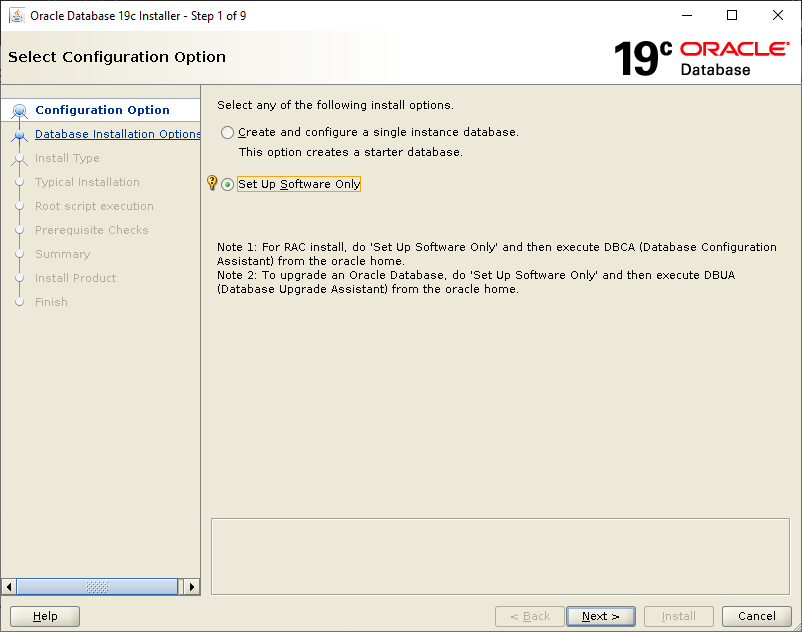 Oracle Database 19c Installer - Step 1 of 9
Select Configuration Option
19c ORACLE
Database
Configuration Option
Database Installation Options
Install Type
Typical Installation
Root script execution
Prerequisite Checks
Summary
Install Product
Finish
Select any of the following install options.
Create and configure a single instance database.
This option creates a starter database.
Set Up Software Only
Note 1: For RAC install, do 'Set Up Software Only' and then execute DBCA (Database Configuration
Assistant) from the oracle home.
Note 2: To upgrade an Oracle Database, do 'Set Up Software Only' and then execute DBUA
(Database Upgrade Assistant) from the oracle home.
Help
< Back
Next >
Install
Cancel